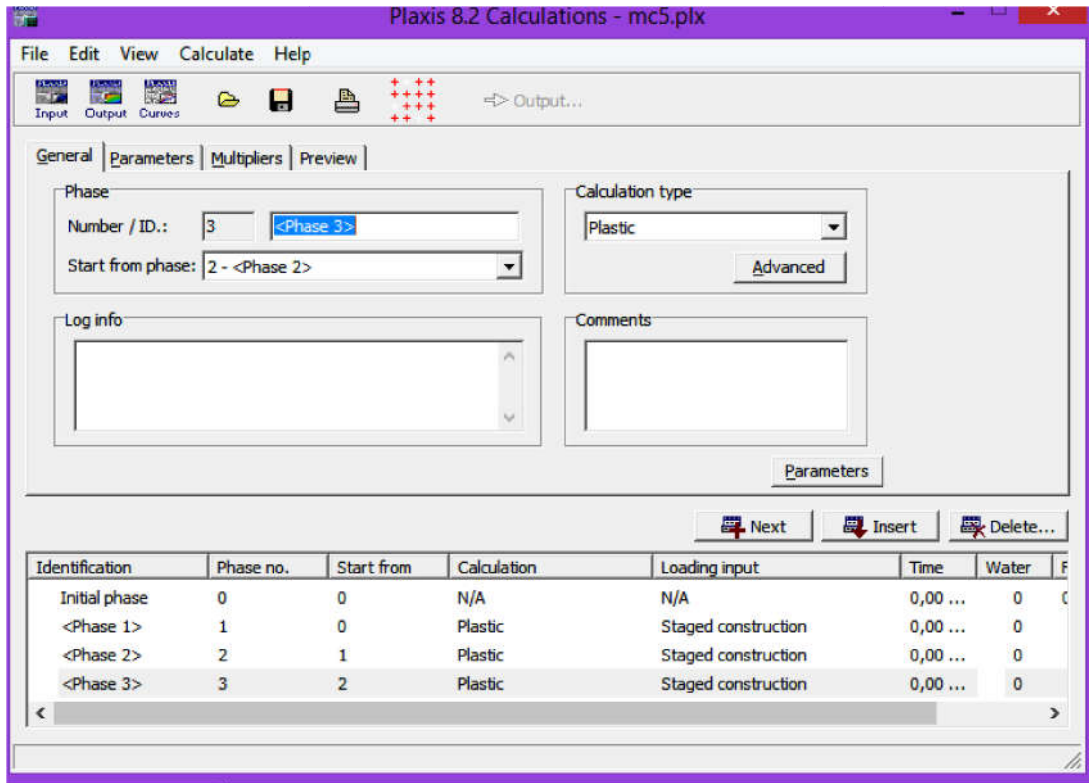 Plaxis 8.2 Calculations - mc5.plx
File Edit View Calculate Help
Input Output Curves Output...
General Parameters Multipliers Preview
Phase
Number / ID.: 3 <Phase 3>
Start from phase: 2 - <Phase 2>
Calculation type
Plastic
Advanced
Log info
Comments
Parameters
Next Insert Delete...
Identification Phase no. Start from Calculation Loading input Time Water F
Initial phase 0 0 N/A N/A 0,00 ... 0
<Phase 1> 1 0 Plastic Staged construction 0,00 ... 0
<Phase 2> 2 1 Plastic Staged construction 0,00 ... 0
<Phase 3> 3 2 Plastic Staged construction 0,00 ... 0